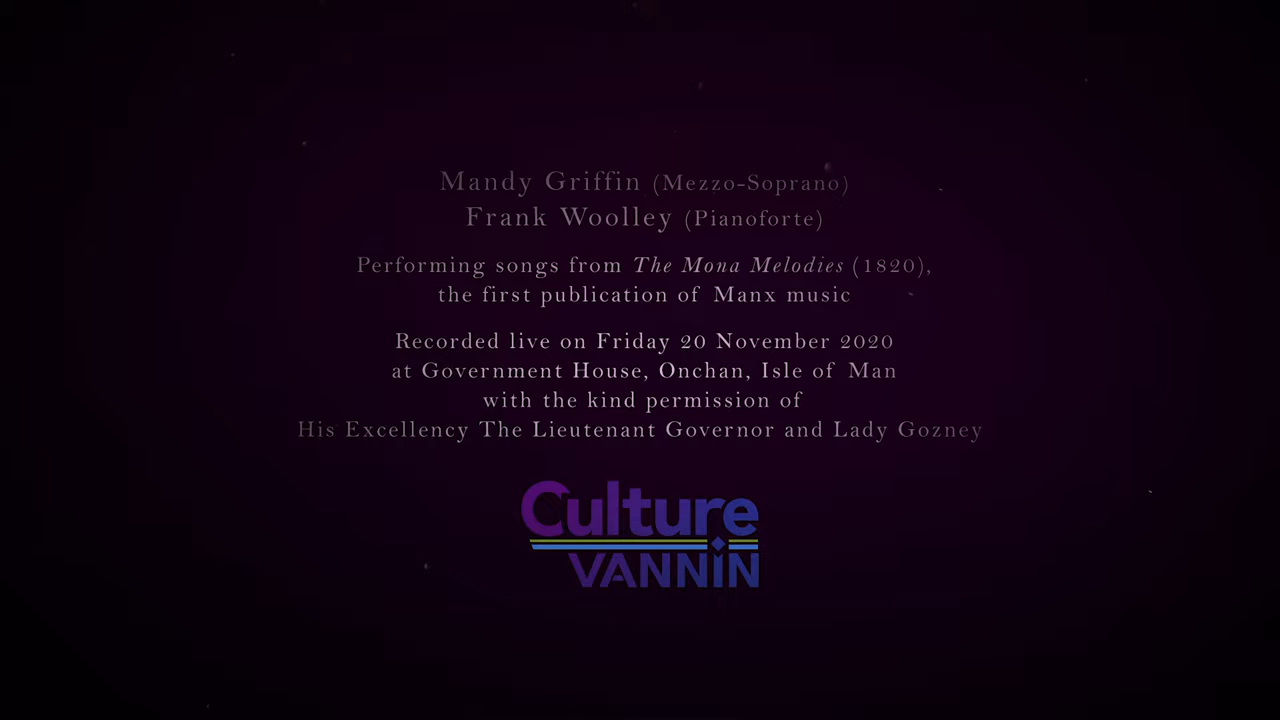 Mandy Griffin (Mezzo-Soprano)
Frank Woolley (Pianoforte)
Performing songs from The Mona Melodies (1820),
the first publication of Manx music
Recorded live on Friday 20 November 2020
at Government House, Onchan, Isle of Man
with the kind permission of
His Excellency The Lieutenant Governor and Lady Gozney
Culture
VANNIN